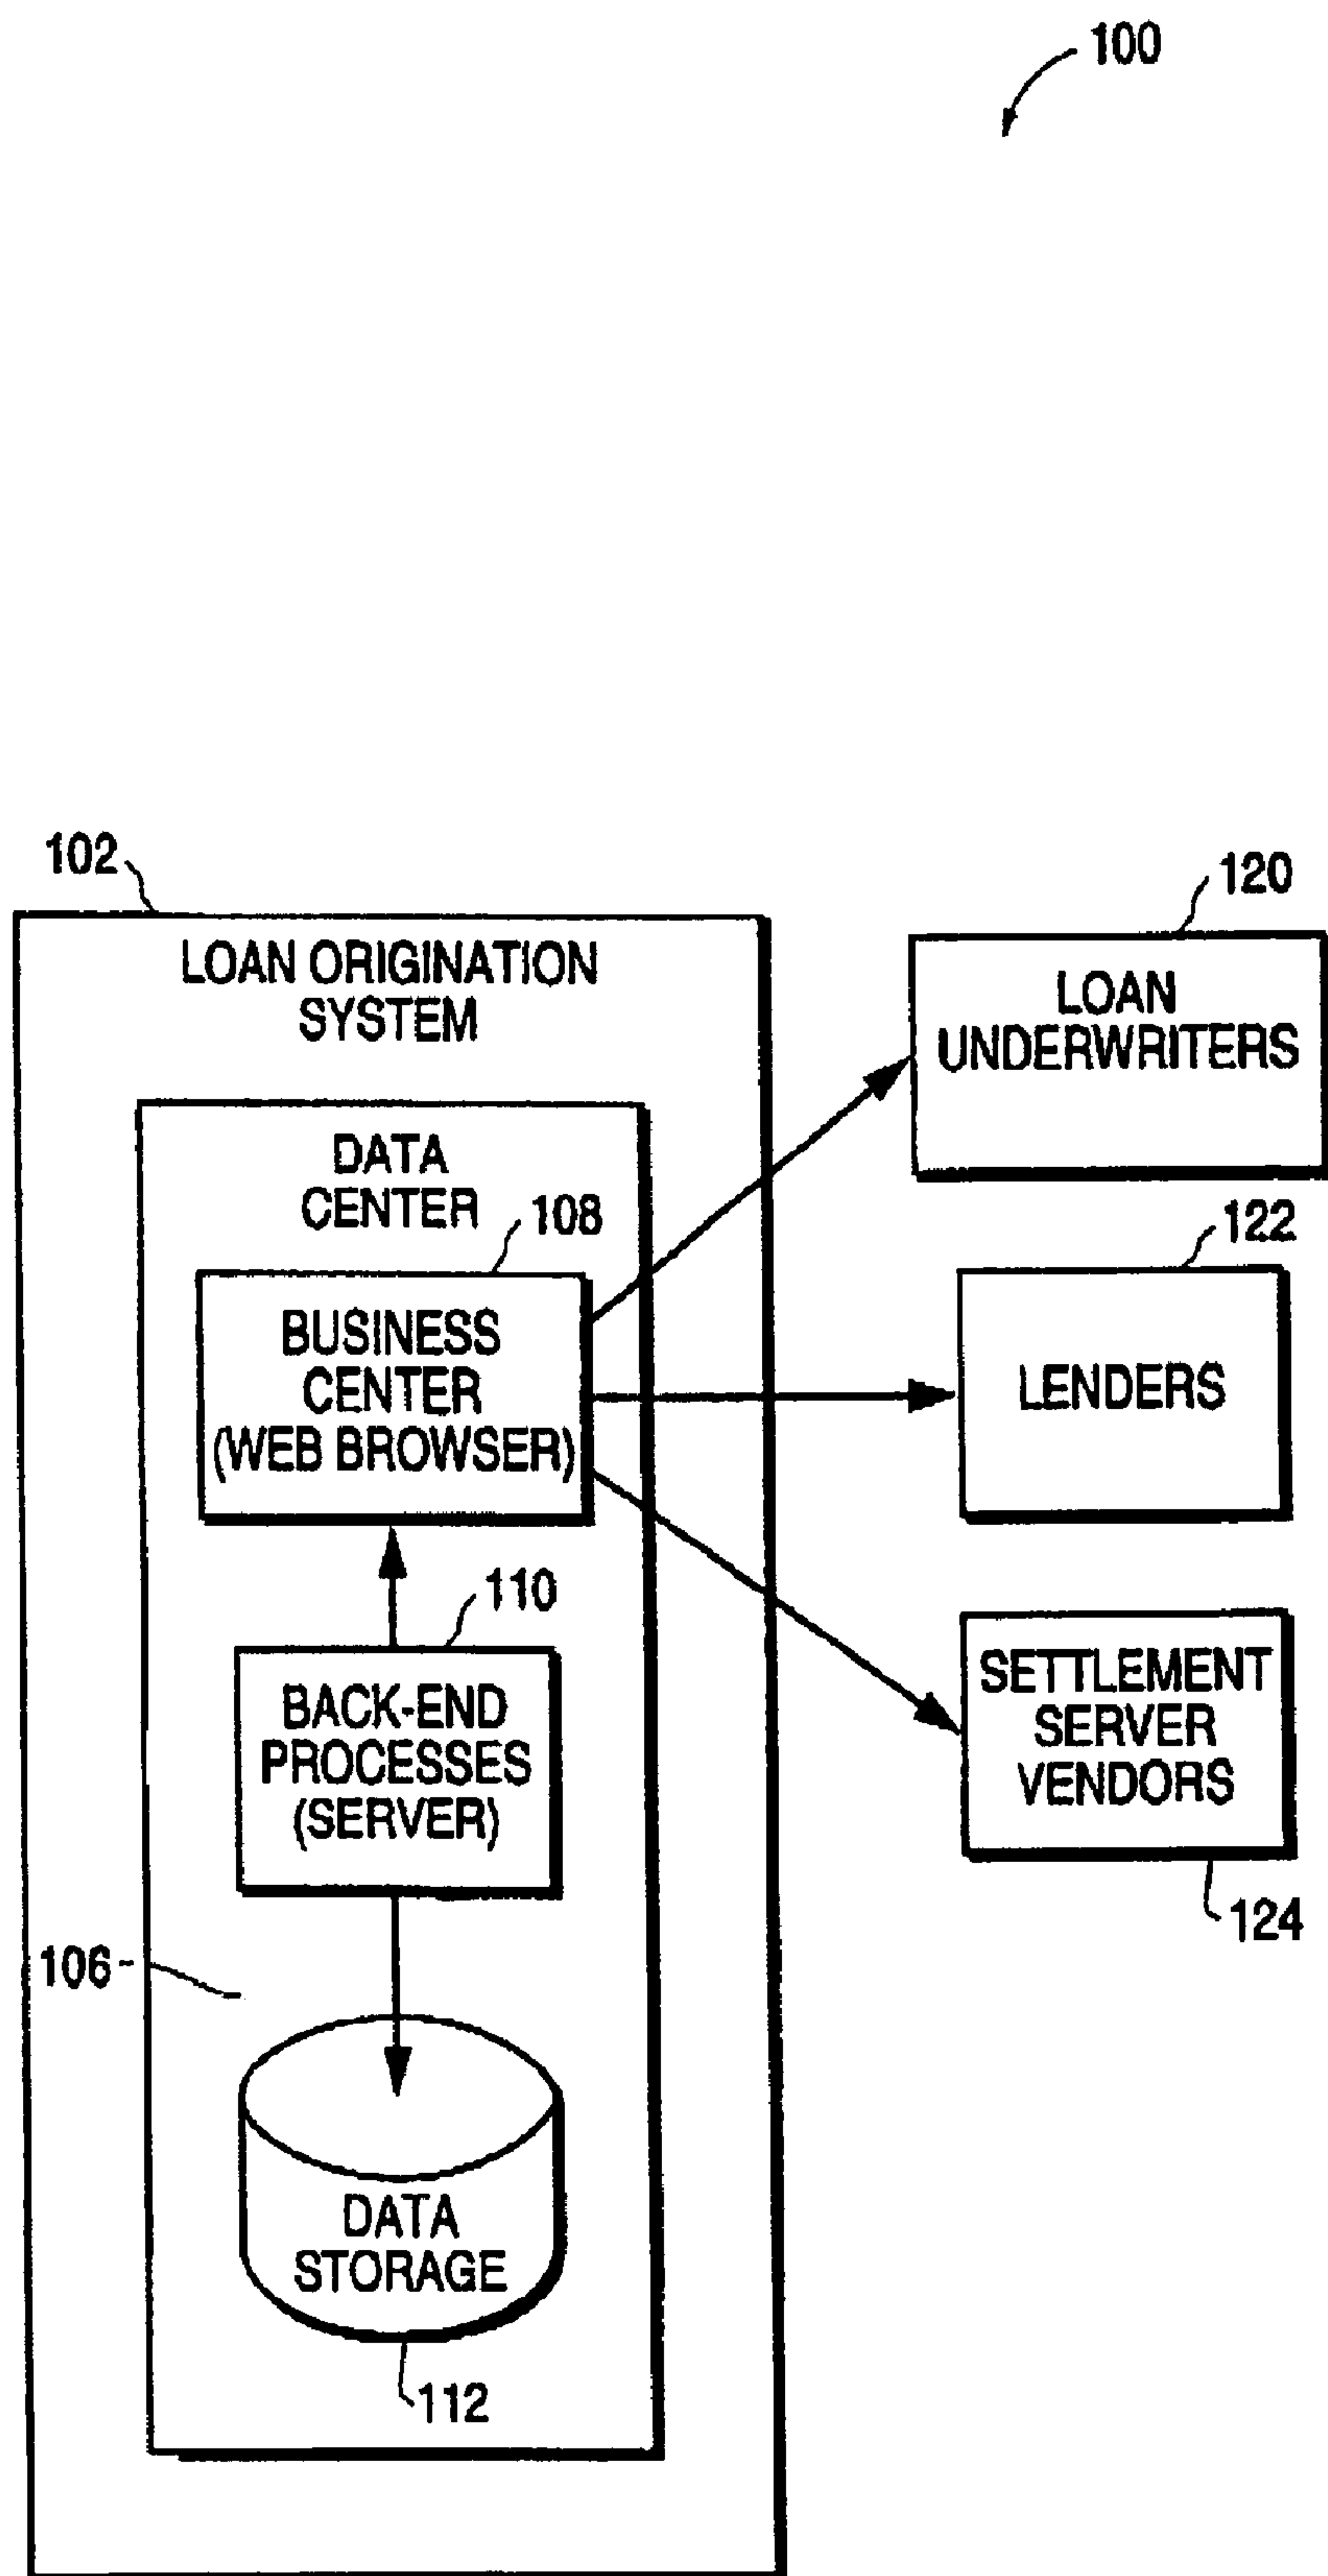 100
102
LOAN ORIGINATION
SYSTEM
120
LOAN
UNDERWRITERS
DATA
CENTER
108
122
BUSINESS
CENTER
(WEB BROWSER)
LENDERS
110
BACK-END
PROCESSES
(SERVER)
SETTLEMENT
SERVER
VENDORS
124
106
DATA
STORAGE
112